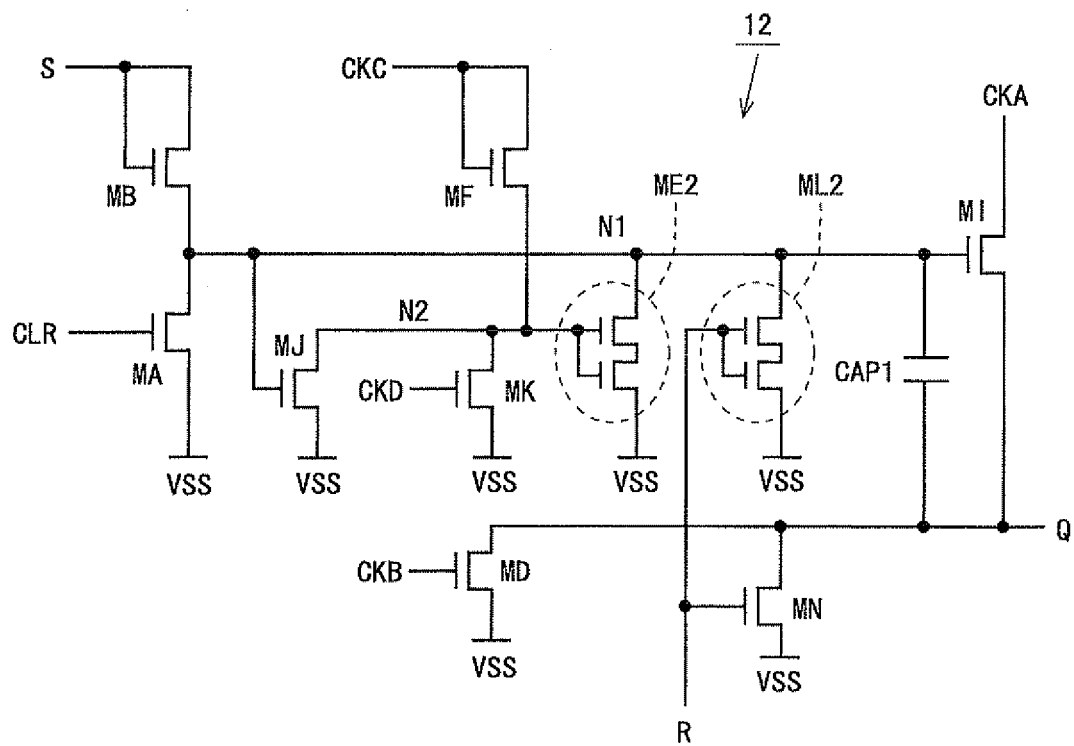 12
S
CKC
CKA
MB
MF
ME2
ML2
MI
N1
CLR
MA
MJ
N2
CKD
MK
CAP1
VSS
VSS
VSS
VSS
VSS
Q
CKB
MD
MN
VSS
VSS
R